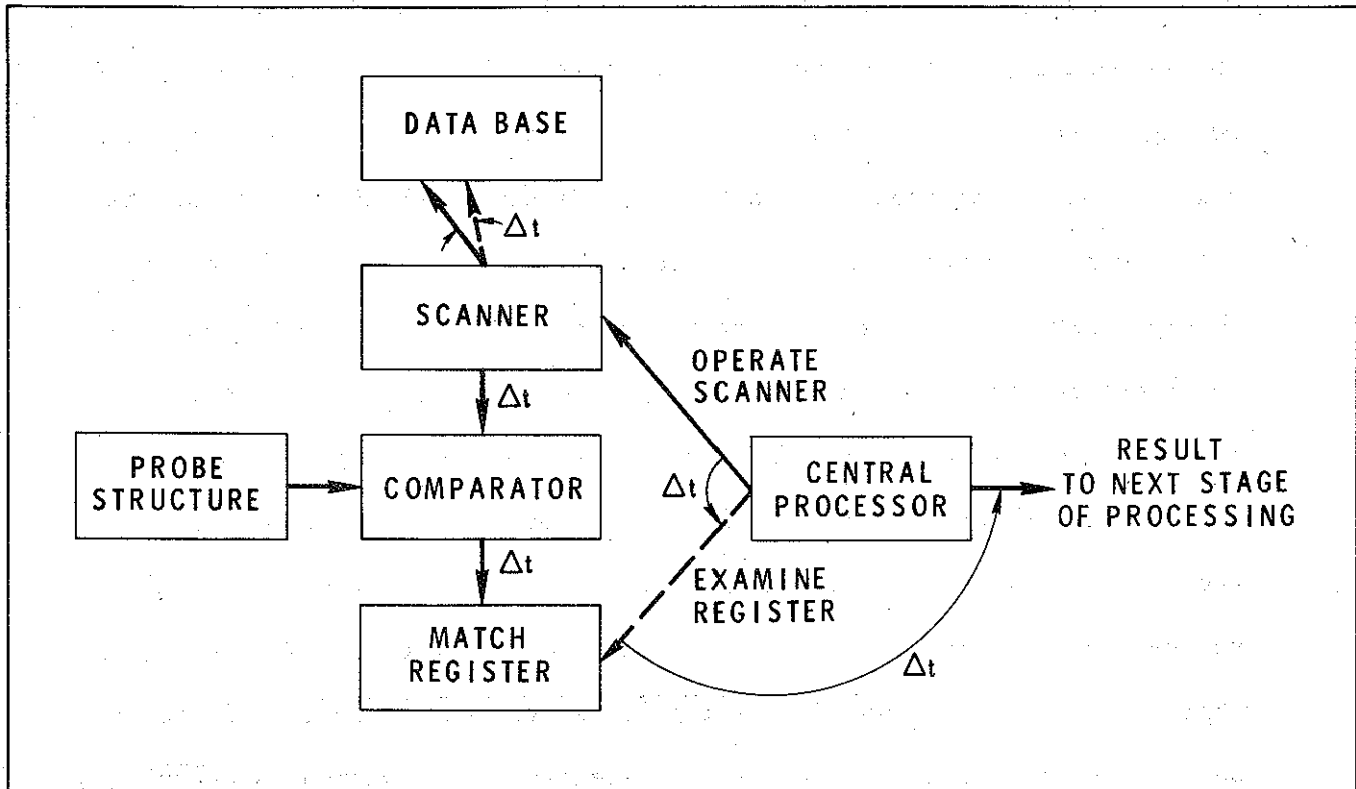 DATA BASE
Δt
SCANNER
OPERATE
SCANNER
Δt
PROBE
STRUCTURE
COMPARATOR
Δt
CENTRAL
PROCESSOR
RESULT
TO NEXT STAGE
OF PROCESSING
Δt
EXAMINE
REGISTER
MATCH
REGISTER
Δt